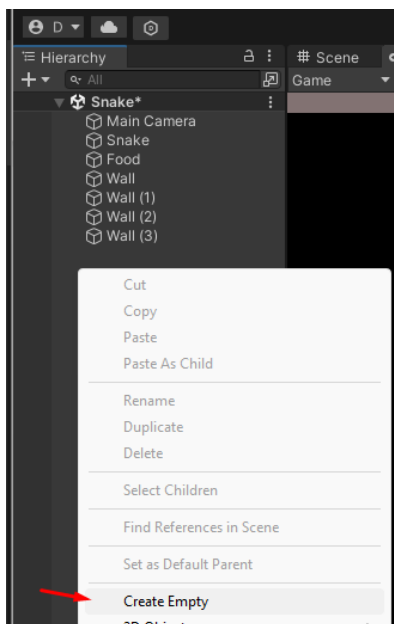 D
Hierarchy
# Scene
All
Game
Snake*
Main Camera
Snake
Food
Wall
Wall (1)
Wall (2)
Wall (3)
Cut
Copy
Paste
Paste As Child
Rename
Duplicate
Delete
Select Children
Find References in Scene
Set as Default Parent
Create Empty